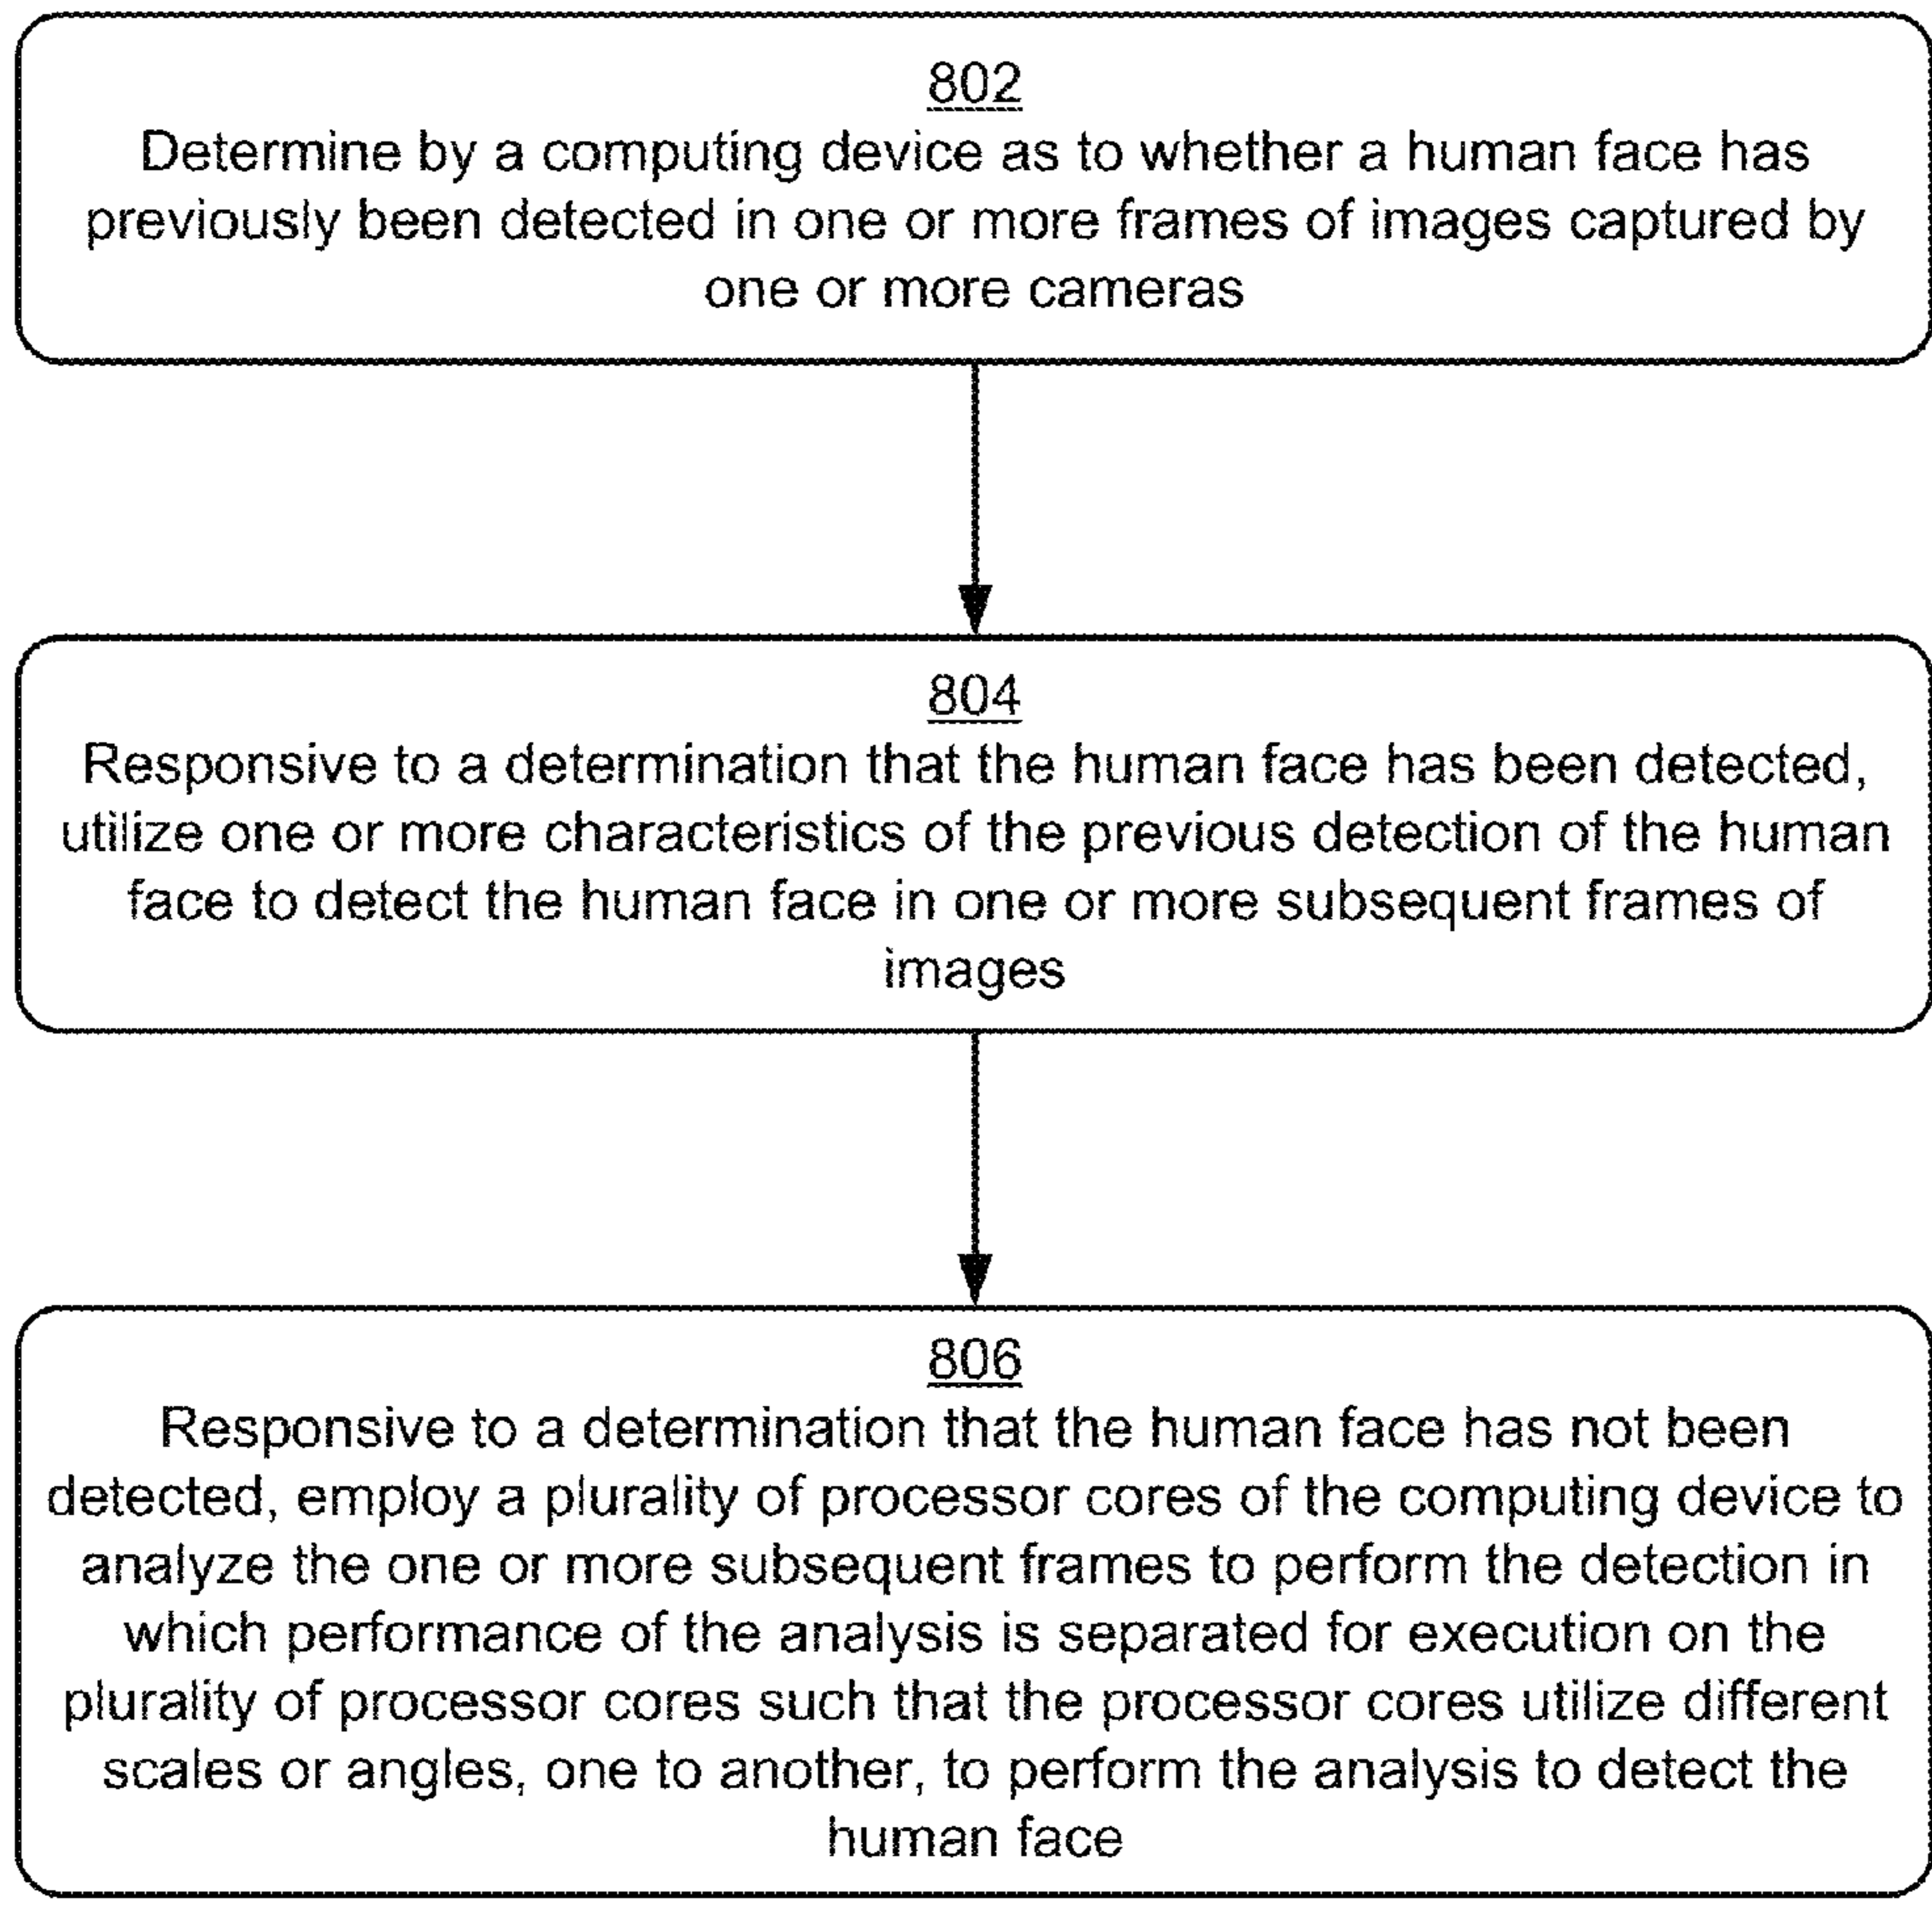 802
Determine by a computing device as to whether a human face has
previously been detected in one or more frames of images captured by
one or more cameras
804
Responsive to a determination that the human face has been detected,
utilize one or more characteristics of the previous detection of the human
face to detect the human face in one or more subsequent frames of
images
806
Responsive to a determination that the human face has not been
detected, employ a plurality of processor cores of the computing device to
analyze the one or more subsequent frames to perform the detection in
which performance of the analysis is separated for execution on the
plurality of processor cores such that the processor cores utilize different
scales or angles, one to another, to perform the analysis to detect the
human face